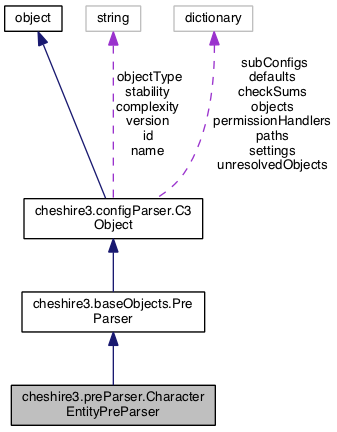 object
string
dictionary
objectType
stability
complexity
version
id
name
subConfigs
defaults
checkSums
objects
permissionHandlers
paths
settings
unresolvedObjects
cheshire3.configParser.C3
Object
cheshire3.baseObjects.Pre
Parser
cheshire3.preParser.Character
EntityPreParser